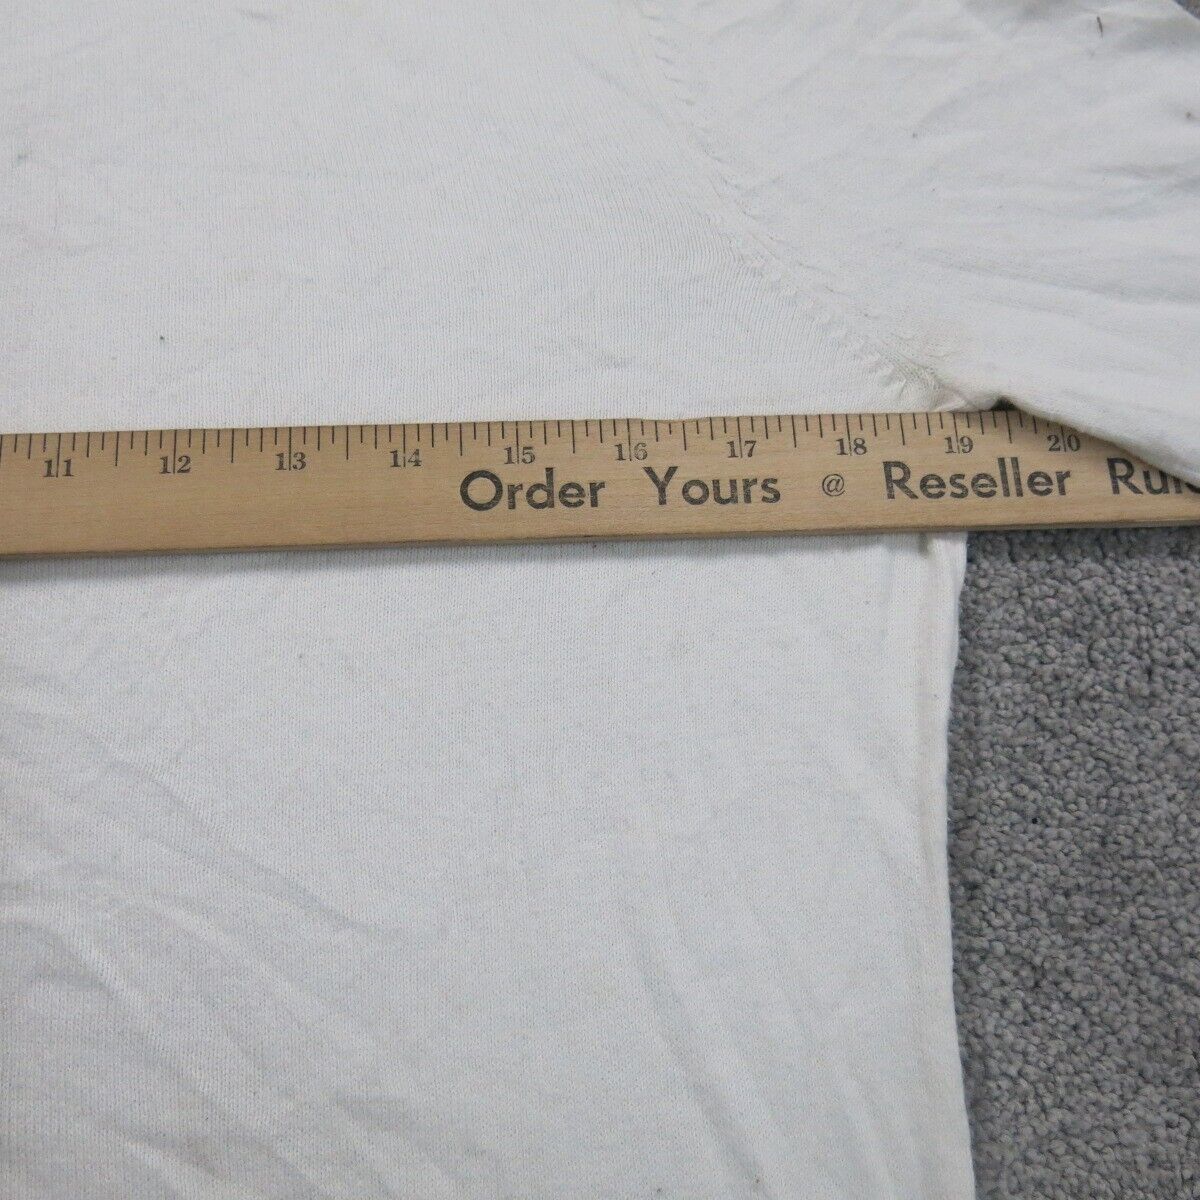 11 12 13 14 15 16 17 18 19 20
Order Yours @ Reseller